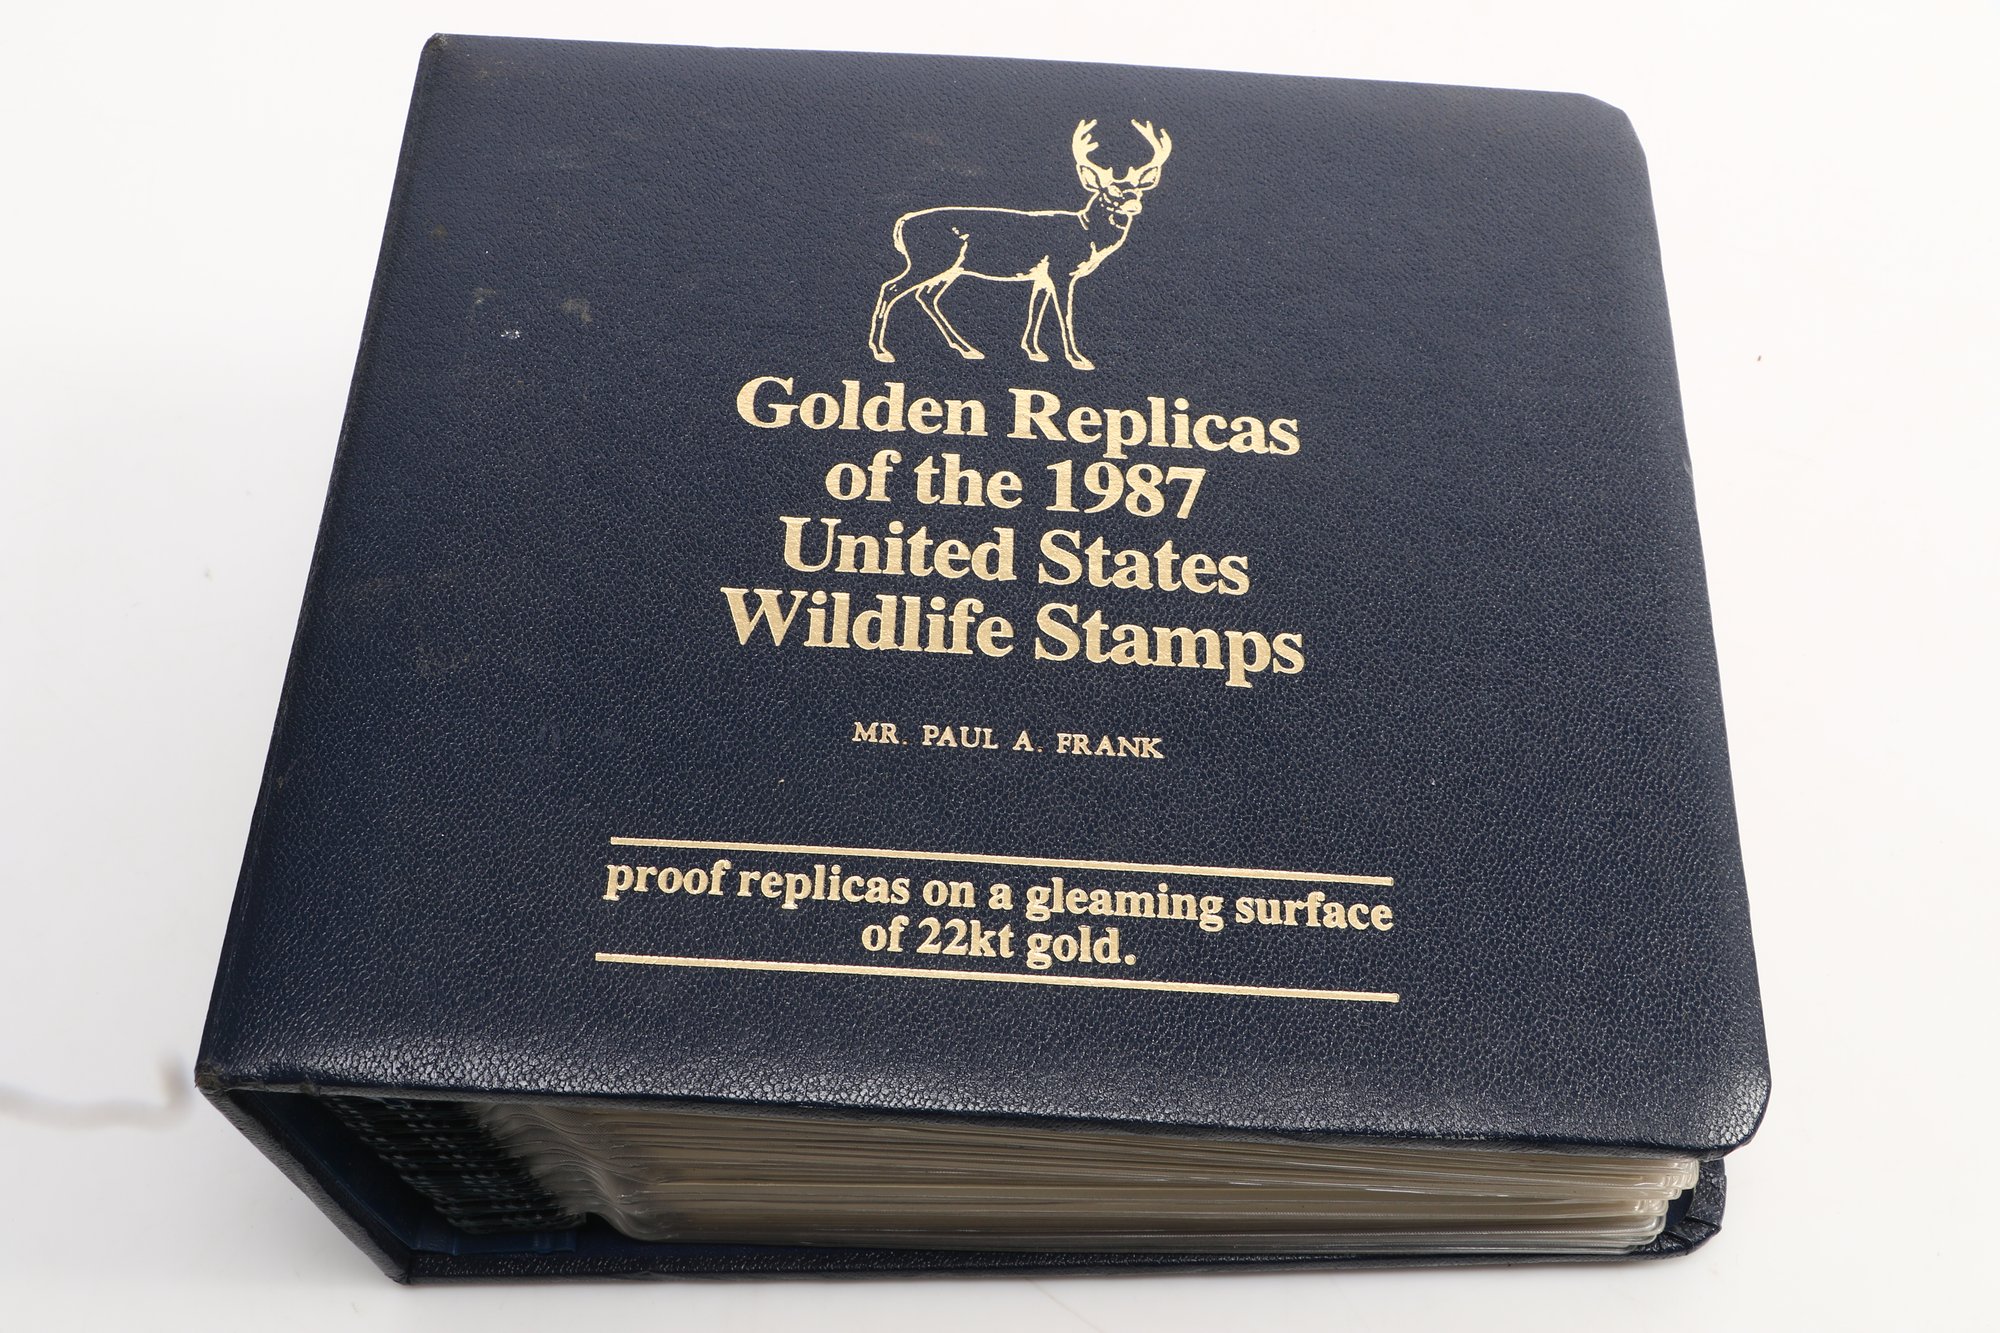 Golden Replicas
of the 1987
United States
Wildlife Stamps
MR. PAUL A. FRANK
proof replicas on a gleaming surface
of 22kt gold.